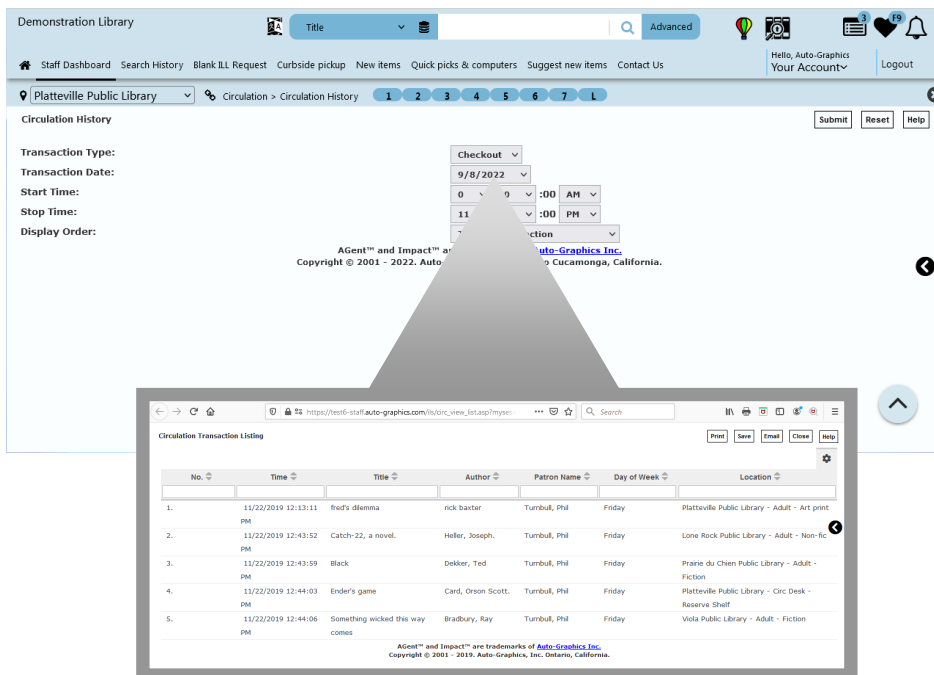 Demonstration Library
Title
Advanced
3
F9
Staff Dashboard Search History Blank ILL Request Curbside pickup New items Quick picks & computers Suggest new items Contact Us
Hello, Auto-Graphics
Your Account
Logout
Platteville Public Library
Circulation > Circulation History
1 2 3 4 5 6 7 L
Circulation History
Submit Reset Help
Transaction Type: Checkout
Transaction Date: 9/8/2022
Start Time: 0 :00 AM
Stop Time: 11 :00 PM
Display Order:
AGent™ and Impact™ Auto-Graphics Inc.
Copyright © 2001 - 2022. Cucamonga, California.
https://test6-staff.auto-graphics.com/ils/circ_view_list.asp?myses
Search
Circulation Transaction Listing
Print Save Email Close Help
No. Time Title Author Patron Name Day of Week Location
1. 11/22/2019 12:13:11 fred's dilemma rick baxter Turnbull, Phil Friday Platteville Public Library - Adult - Art print
PM
2. 11/22/2019 12:43:52 Catch-22, a novel. Heller, Joseph. Turnbull, Phil Friday Lone Rock Public Library - Adult - Non-fic
PM
3. 11/22/2019 12:43:59 Black Dekker, Ted Turnbull, Phil Friday Prairie du Chien Public Library - Adult -
PM Fiction
4. 11/22/2019 12:44:03 Ender's game Card, Orson Scott. Turnbull, Phil Friday Platteville Public Library - Circ Desk -
PM Reserve Shelf
5. 11/22/2019 12:44:06 Something wicked this way Bradbury, Ray Turnbull, Phil Friday Viola Public Library - Adult - Fiction
PM comes
AGent™ and Impact™ are trademarks of Auto-Graphics Inc.
Copyright © 2001 - 2019. Auto-Graphics, Inc. Ontario, California.